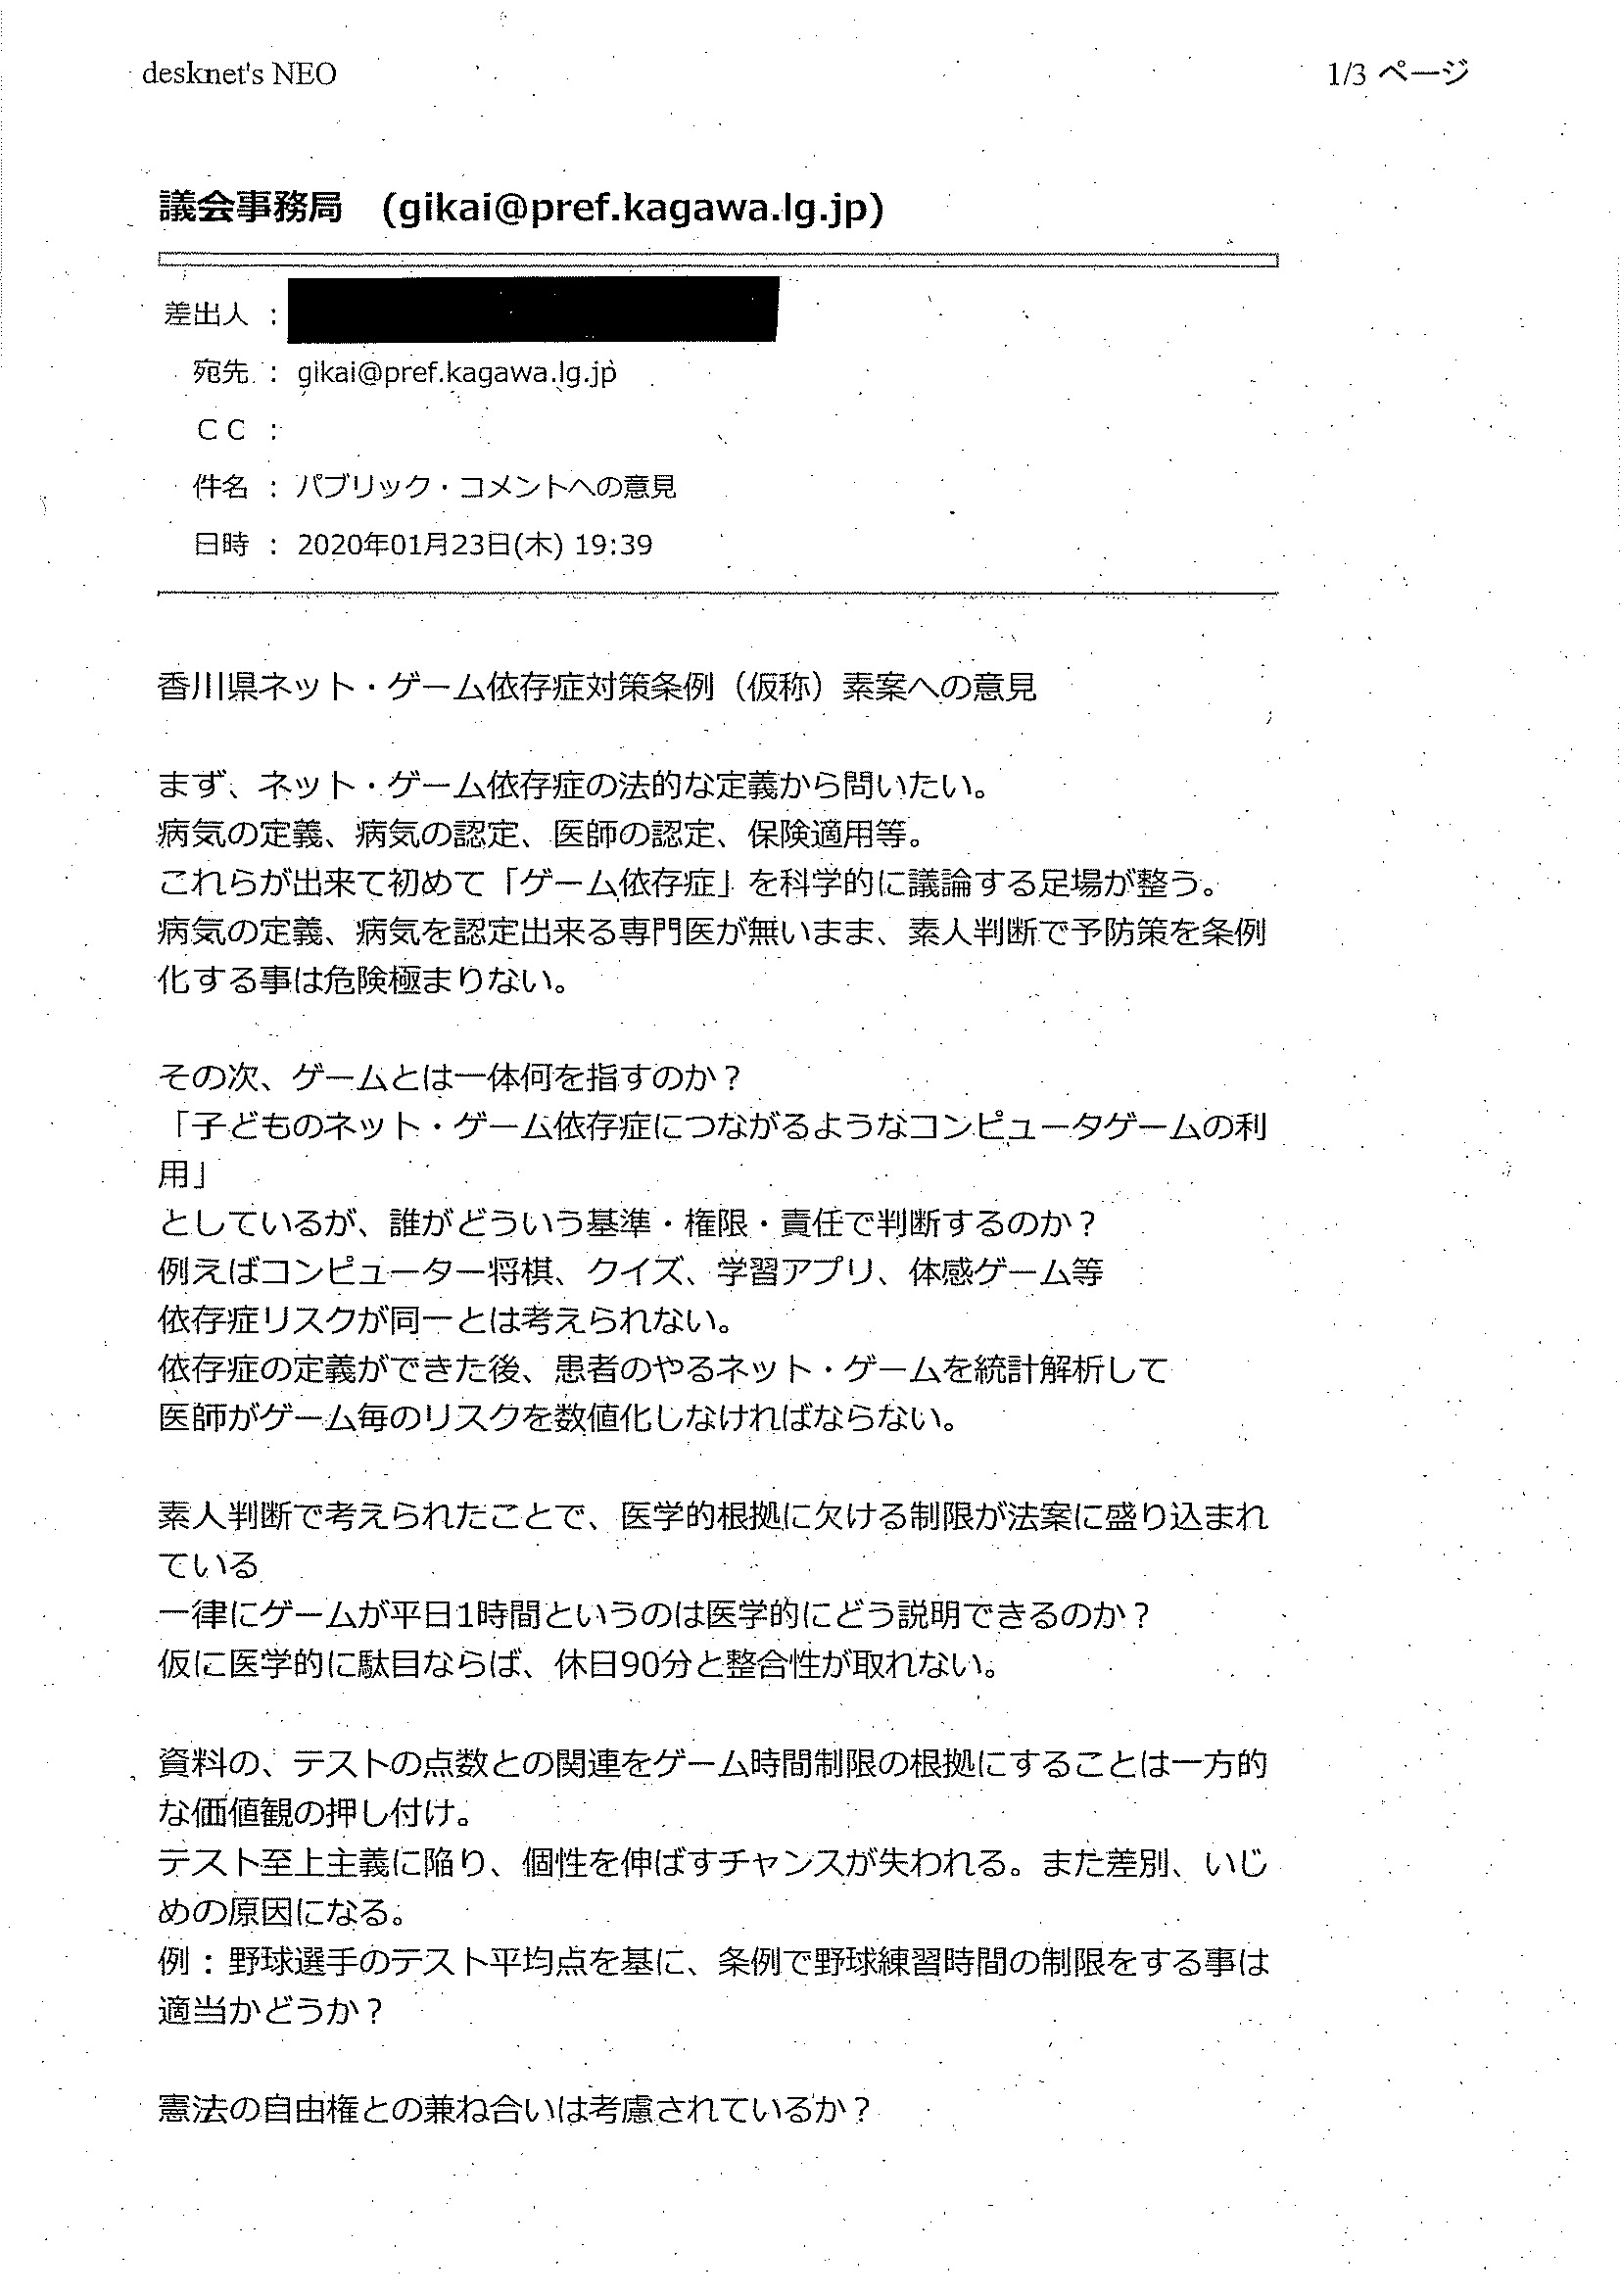 desknet's NEO
1/3 ページ
議会事務局　(gikai@pref.kagawa.lg.jp)
差出人 :
宛先 : gikai@pref.kagawa.lg.jp
ＣＣ :
件名 : パブリック・コメントへの意見
日時 : 2020年01月23日(木) 19:39
香川県ネット・ゲーム依存症対策条例（仮称）素案への意見
まず、ネット・ゲーム依存症の法的な定義から問いたい。
病気の定義、病気の認定、医師の認定、保険適用等。
これらが出来て初めて「ゲーム依存症」を科学的に議論する足場が整う。
病気の定義、病気を認定出来る専門医が無いまま、素人判断で予防策を条例
化する事は危険極まりない。
その次、ゲームとは一体何を指すのか？
「子どものネット・ゲーム依存症につながるようなコンピュータゲームの利
用」
としているが、誰がどういう基準・権限・責任で判断するのか？
例えばコンピューター将棋、クイズ、学習アプリ、体感ゲーム等
依存症リスクが同一とは考えられない。
依存症の定義ができた後、患者のやるネット・ゲームを統計解析して
医師がゲーム毎のリスクを数値化しなければならない。
素人判断で考えられたことで、医学的根拠に欠ける制限が法案に盛り込まれ
ている
一律にゲームが平日1時間というのは医学的にどう説明できるのか？
仮に医学的に駄目ならば、休日90分と整合性が取れない。
資料の、テストの点数との関連をゲーム時間制限の根拠にすることは一方的
な価値観の押し付け。
テスト至上主義に陥り、個性を伸ばすチャンスが失われる。また差別、いじ
めの原因になる。
例：野球選手のテスト平均点を基に、条例で野球練習時間の制限をする事は
適当かどうか？
憲法の自由権との兼ね合いは考慮されているか？